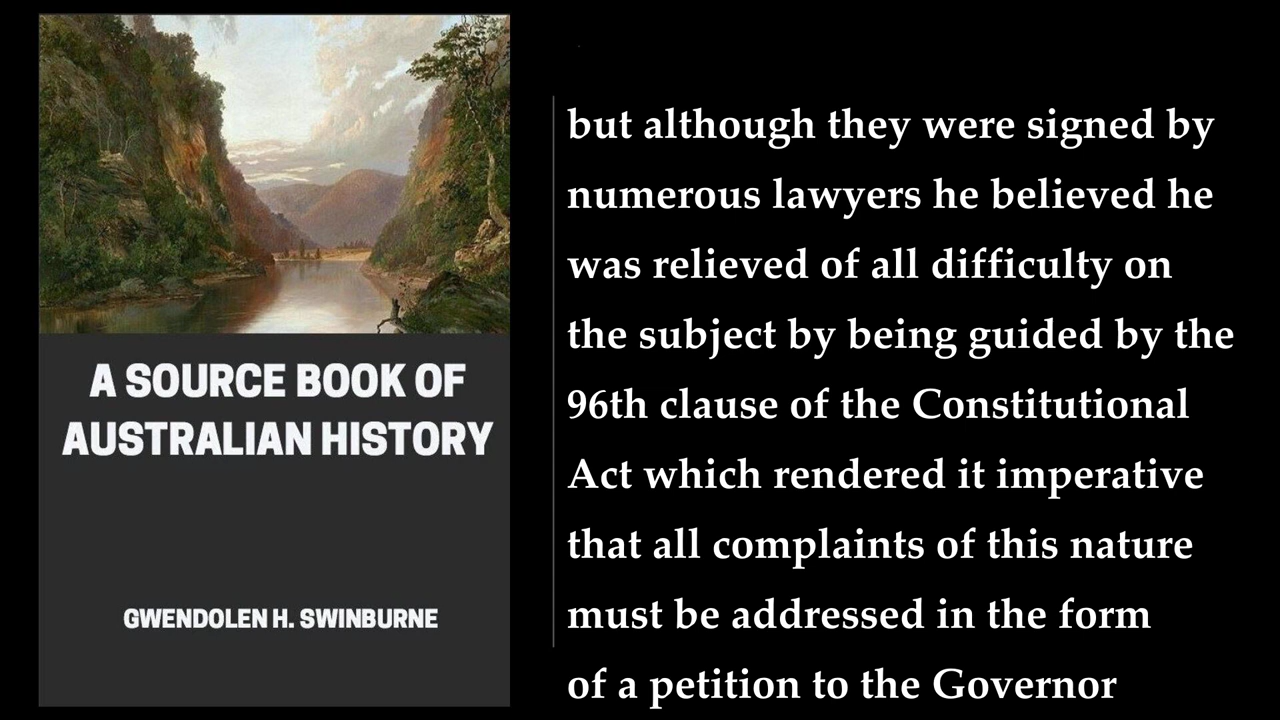 A SOURCE BOOK OF
AUSTRALIAN HISTORY
GWENDOLEN H. SWINBURNE
but although they were signed by
numerous lawyers he believed he
was relieved of all difficulty on
the subject by being guided by the
96th clause of the Constitutional
Act which rendered it imperative
that all complaints of this nature
must be addressed in the form
of a petition to the Governor